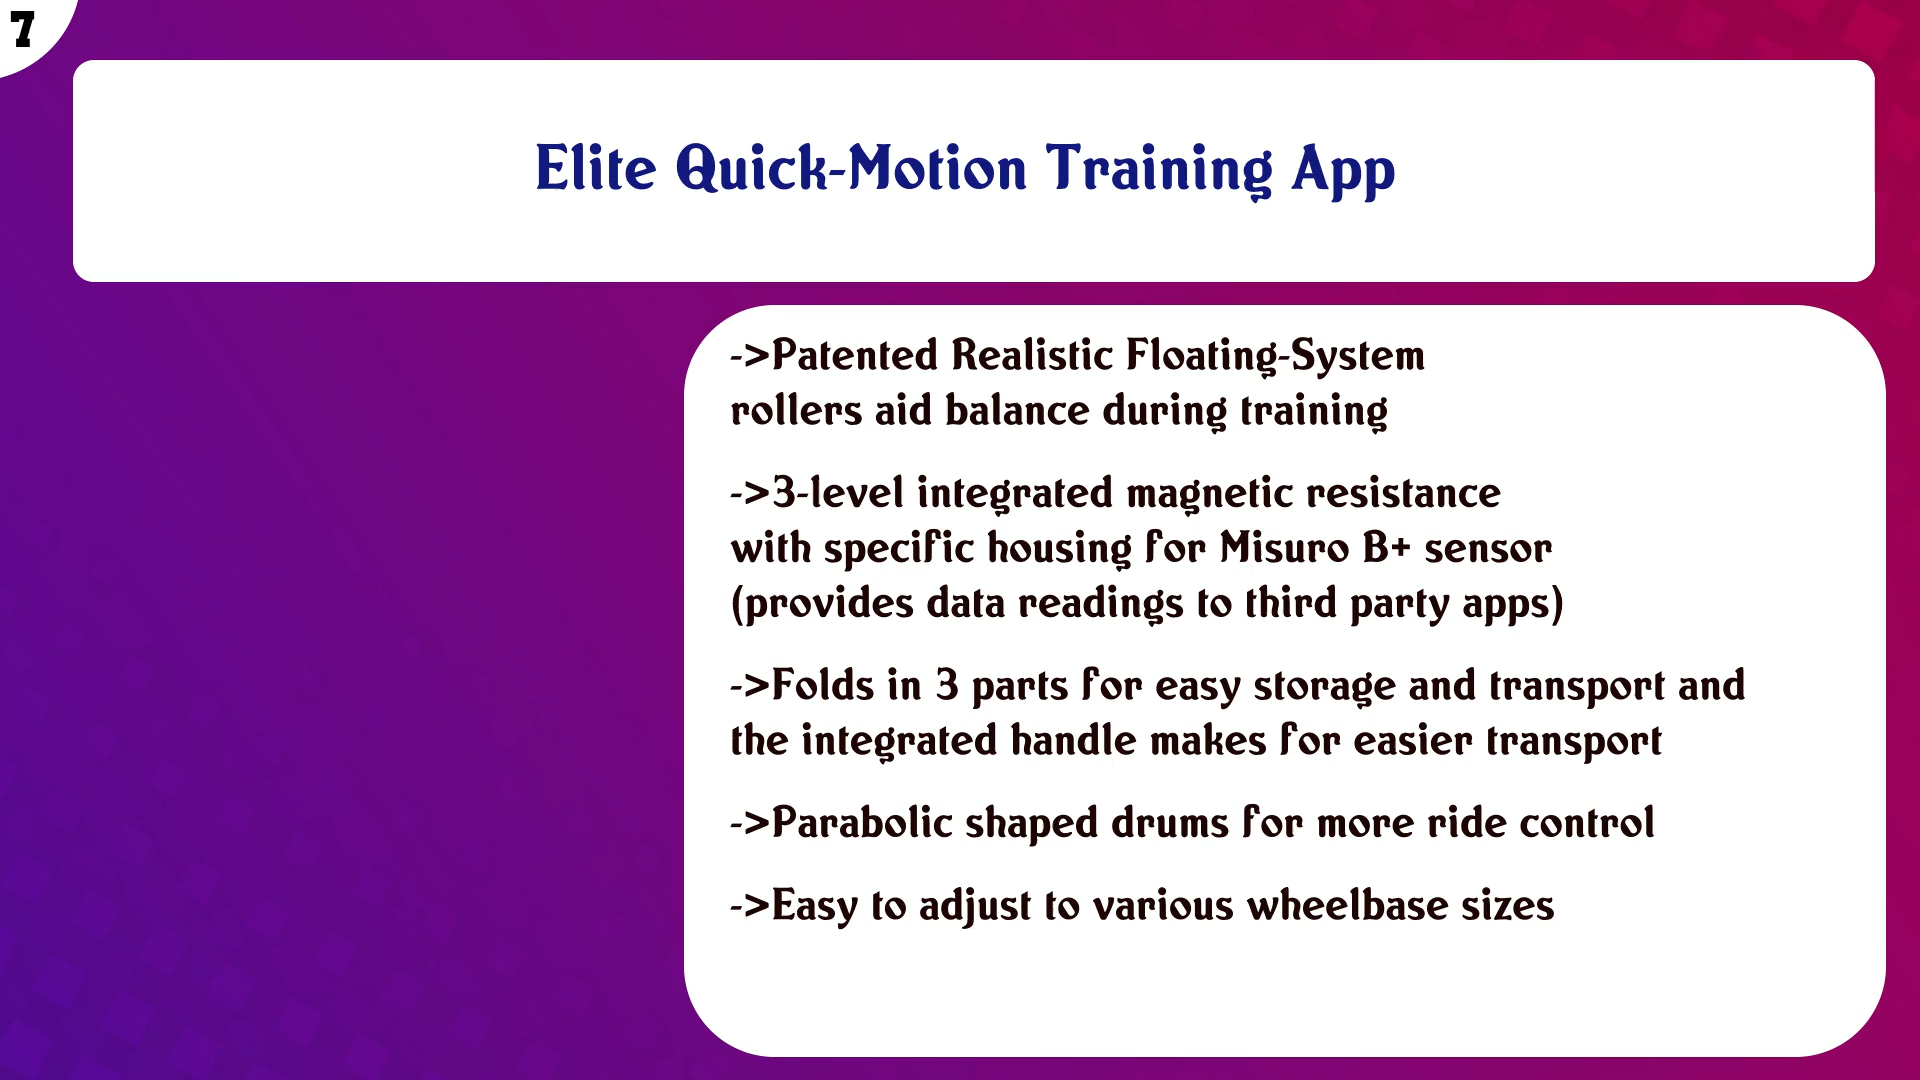 7
Elite Quick-Motion Training App
->Patented Realistic Floating-System
rollers aid balance during training
->3-level integrated magnetic resistance
with specific housing for Misuro B+ sensor
(provides data readings to third party apps)
->Folds in 3 parts for easy storage and transport and
the integrated handle makes for easier transport
->Parabolic shaped drums for more ride control
->Easy to adjust to various wheelbase sizes